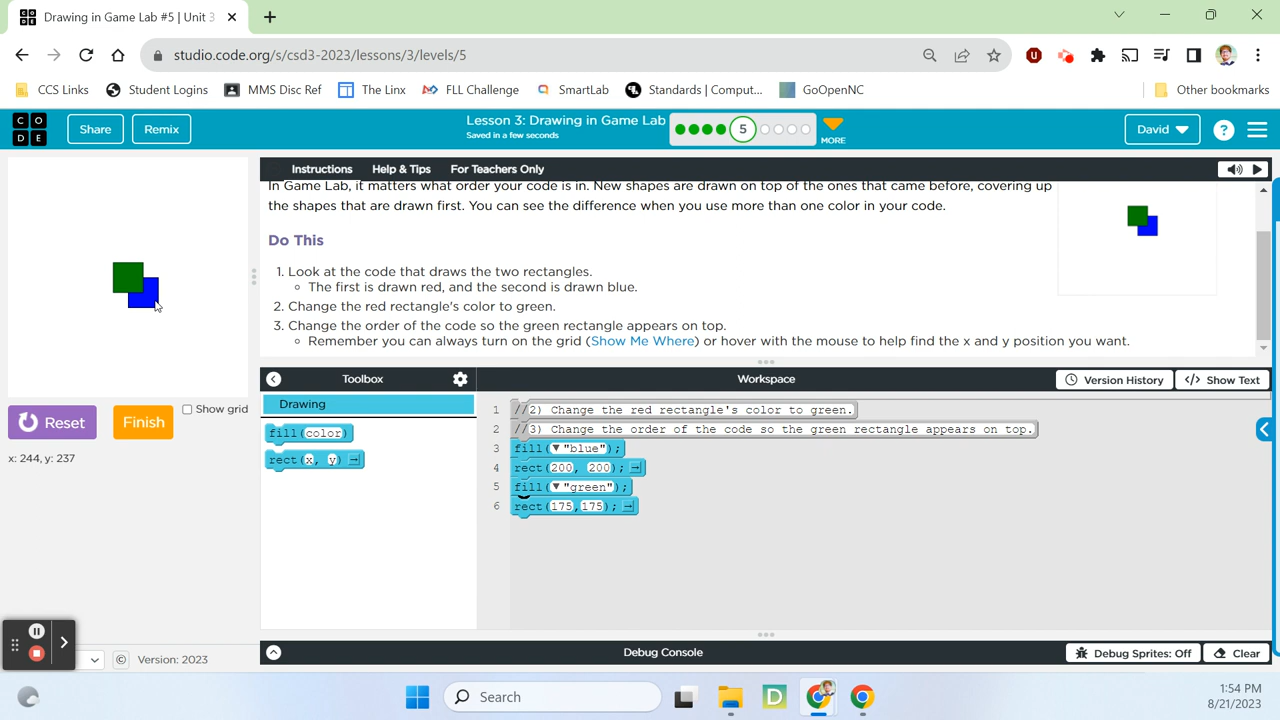 Drawing in Game Lab #5 | Unit 3
studio.code.org/s/csd3-2023/lessons/3/levels/5
CCS Links
Student Logins
MMS Disc Ref
The Linx
FLL Challenge
SmartLab
Standards | Comput...
GoOpenNC
Other bookmarks
CO
DE
Share
Remix
Lesson 3: Drawing in Game Lab
Saved in a few seconds
5
MORE
David
?
Instructions
Help & Tips
For Teachers Only
In Game Lab, it matters what order your code is in. New shapes are drawn on top of the ones that came before, covering up
the shapes that are drawn first. You can see the difference when you use more than one color in your code.
Do This
1. Look at the code that draws the two rectangles.
The first is drawn red, and the second is drawn blue.
2. Change the red rectangle's color to green.
3. Change the order of the code so the green rectangle appears on top.
Remember you can always turn on the grid (Show Me Where) or hover with the mouse to help find the x and y position you want.
Toolbox
Workspace
Version History
</> Show Text
Reset
Finish
Show grid
x: 244, y: 237
Drawing
fill(color)
rect(x, y)
1 //2) Change the red rectangle's color to green.
2 //3) Change the order of the code so the green rectangle appears on top.
3 fill("blue");
4 rect(200, 200);
5 fill("green");
6 rect(175,175);
© Version: 2023
Debug Console
Debug Sprites: Off
Clear
Search
D
1:54 PM
8/21/2023